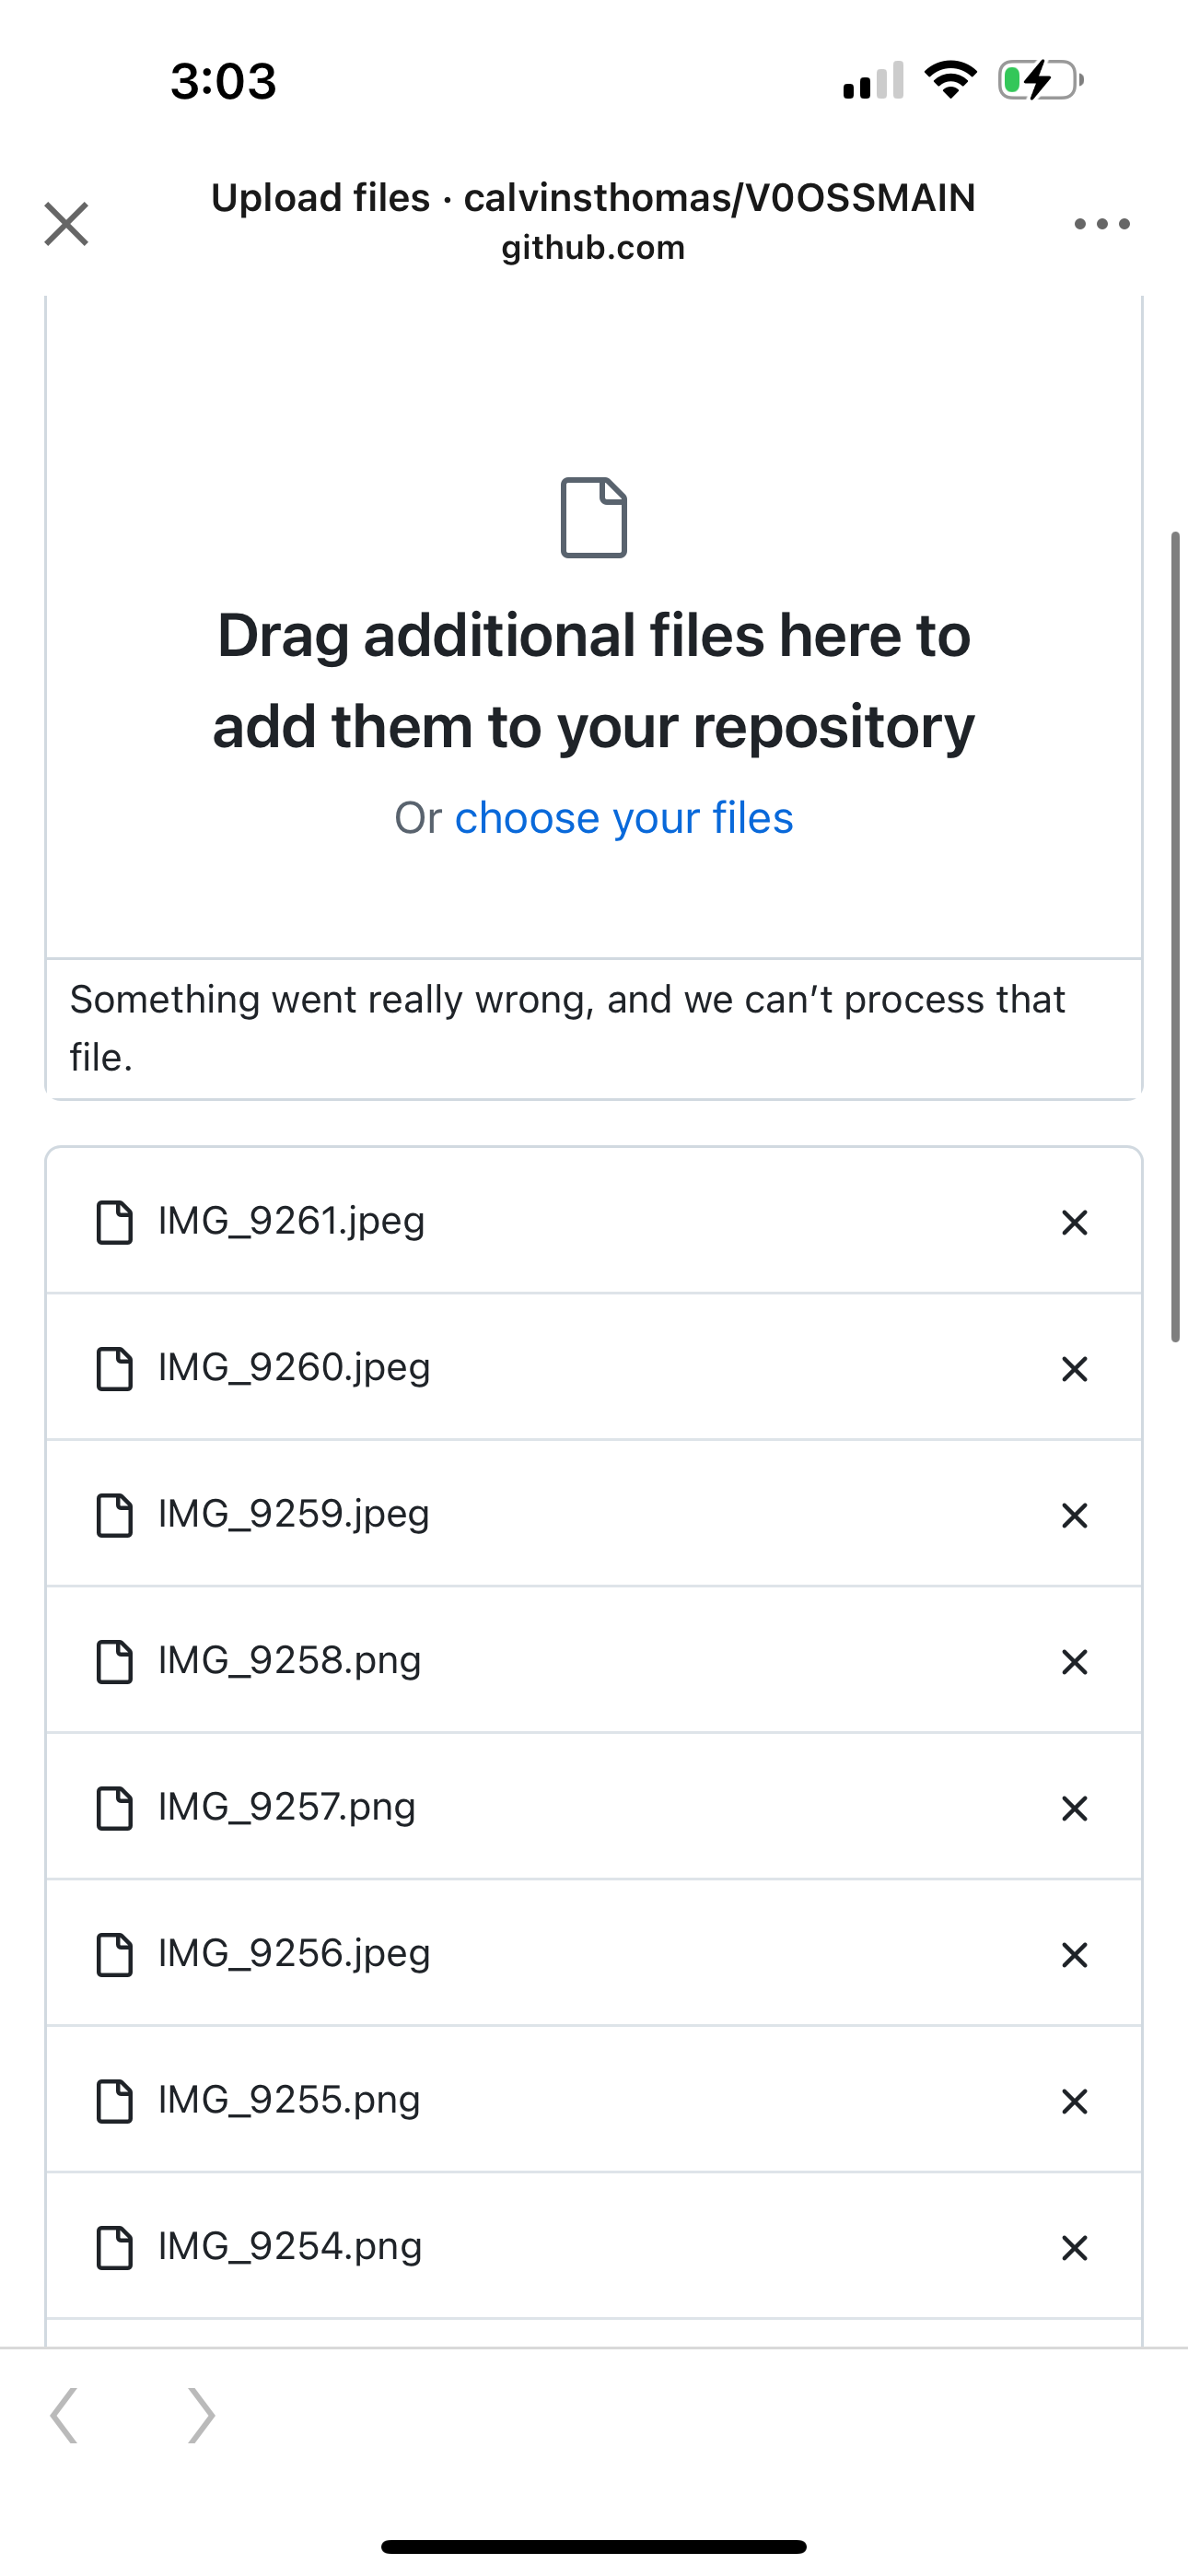 3:03
Upload files · calvinsthomas/V0OSSMAIN
github.com
Drag additional files here to
add them to your repository
Or choose your files
Something went really wrong, and we can’t process that
file.
IMG_9261.jpeg
IMG_9260.jpeg
IMG_9259.jpeg
IMG_9258.png
IMG_9257.png
IMG_9256.jpeg
IMG_9255.png
IMG_9254.png